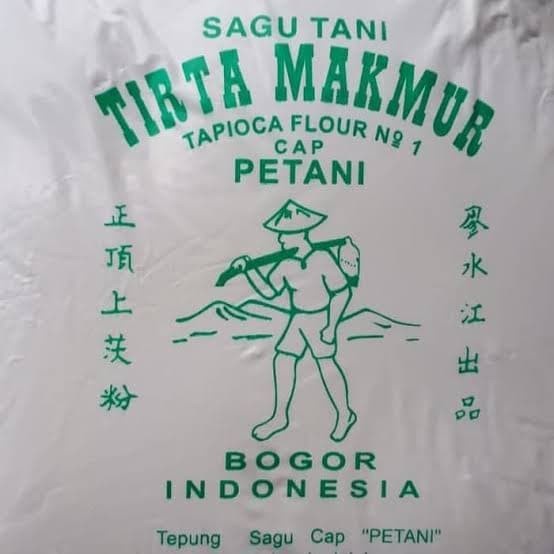 SAGU TANI
TIRTA MAKMUR
TAPIOCA FLOUR Nº 1
CAP
PETANI
正頂上茨粉
廖水江出品
BOGOR
INDONESIA
Tepung Sagu Cap "PETANI"